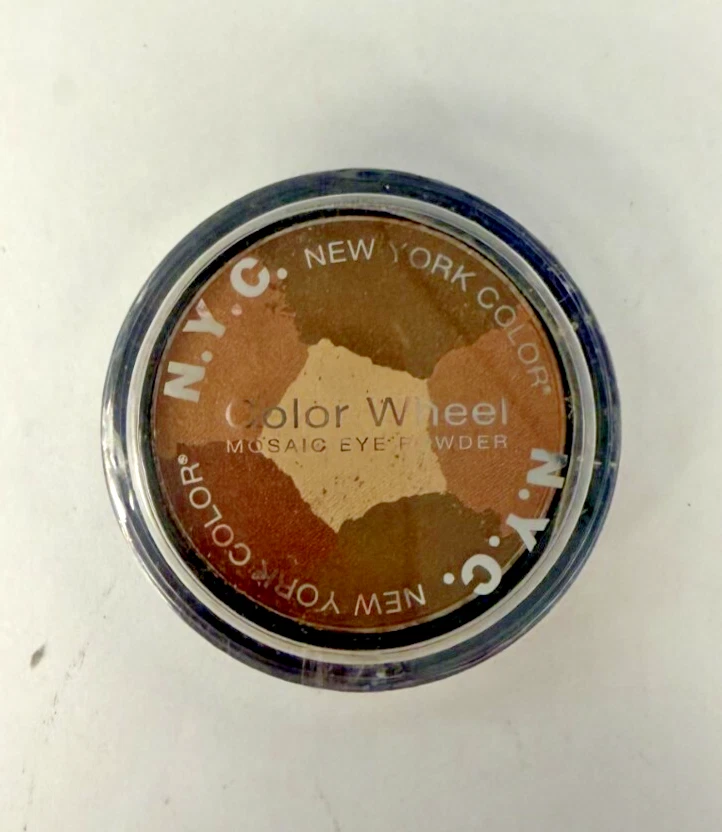 N.Y.C.
NEW YORK COLOR®
Color Wheel
MOSAIC EYE POWDER
N.Y.C.
NEW YORK COLOR®